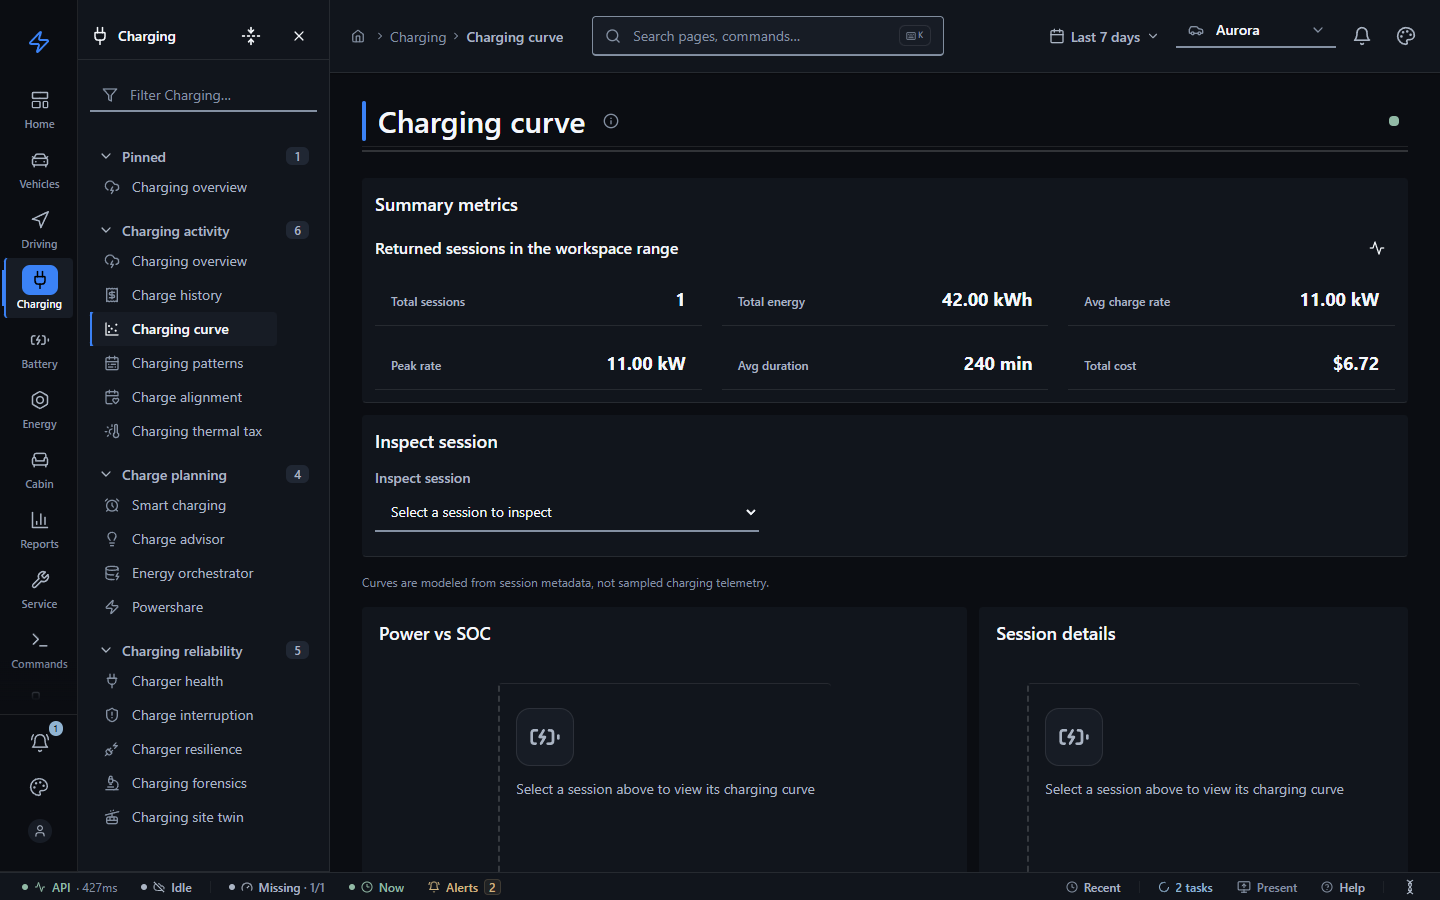 Home
Vehicles
Driving
Charging
Battery
Energy
Cabin
Reports
Service
Commands
1
Charging
Filter Charging...
Pinned 1
Charging overview
Charging activity 6
Charging overview
Charge history
Charging curve
Charging patterns
Charge alignment
Charging thermal tax
Charge planning 4
Smart charging
Charge advisor
Energy orchestrator
Powershare
Charging reliability 5
Charger health
Charge interruption
Charger resilience
Charging forensics
Charging site twin
Charging Charging curve
Search pages, commands... K
Last 7 days
Aurora
Charging curve
Summary metrics
Returned sessions in the workspace range
Total sessions 1 Total energy 42.00 kWh Avg charge rate 11.00 kW
Peak rate 11.00 kW Avg duration 240 min Total cost $6.72
Inspect session
Inspect session
Select a session to inspect
Curves are modeled from session metadata, not sampled charging telemetry.
Power vs SOC
Select a session above to view its charging curve
Session details
Select a session above to view its charging curve
API · 427ms Idle Missing · 1/1 Now Alerts 2 Recent 2 tasks Present Help